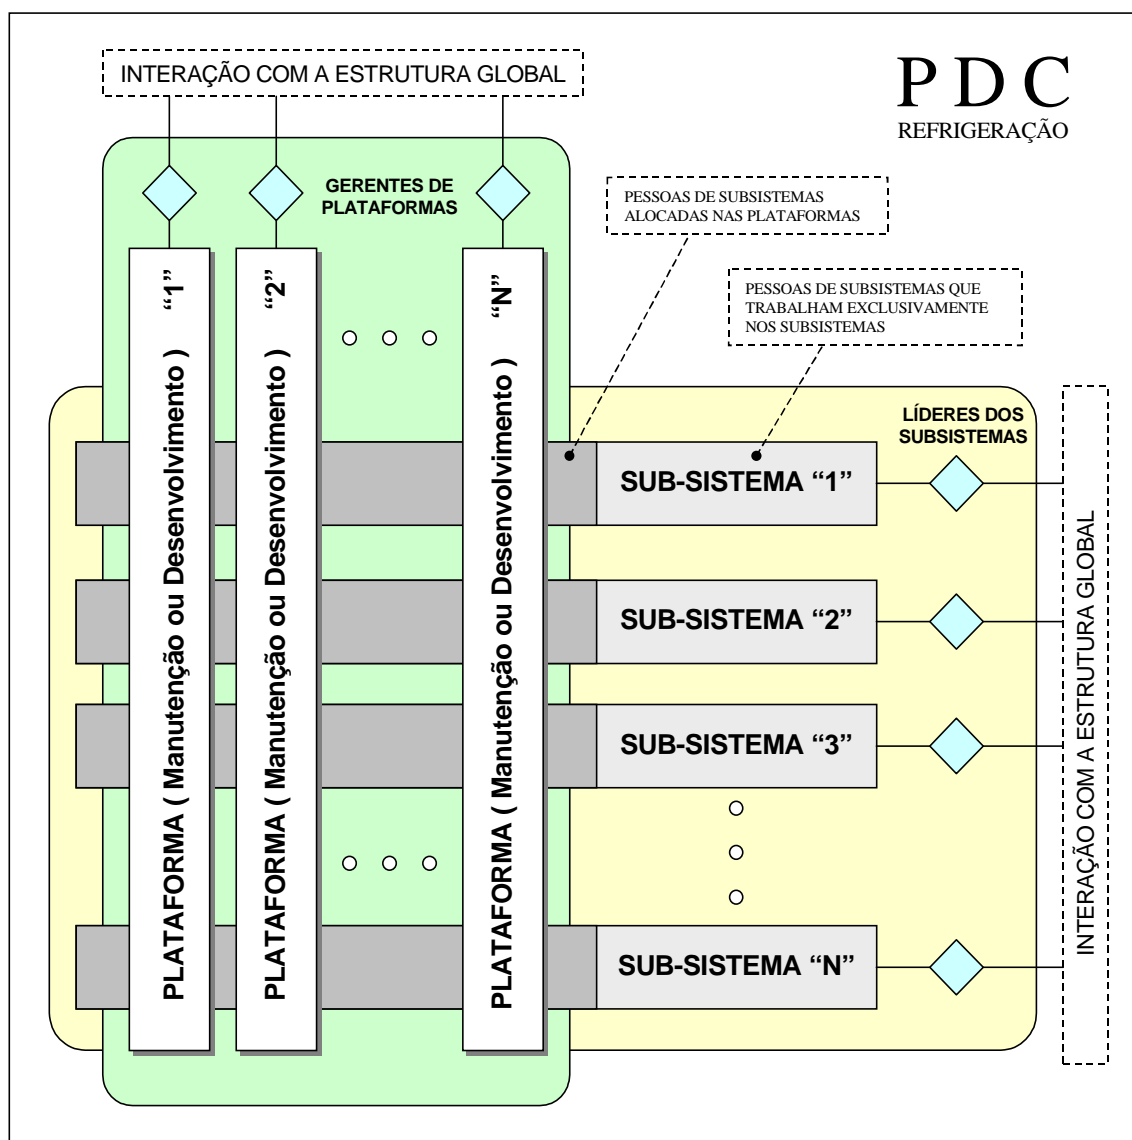 INTERAÇÃO COM A ESTRUTURA GLOBAL
P D C
REFRIGERAÇÃO
GERENTES DE
PLATAFORMAS
PESSOAS DE SUBSISTEMAS
ALOCADAS NAS PLATAFORMAS
PESSOAS DE SUBSISTEMAS QUE
TRABALHAM EXCLUSIVAMENTE
NOS SUBSISTEMAS
PLATAFORMA ( Manutenção ou Desenvolvimento ) “1”
PLATAFORMA ( Manutenção ou Desenvolvimento ) “2”
PLATAFORMA ( Manutenção ou Desenvolvimento ) “N”
LÍDERES DOS
SUBSISTEMAS
SUB-SISTEMA “1”
SUB-SISTEMA “2”
SUB-SISTEMA “3”
SUB-SISTEMA “N”
INTERAÇÃO COM A ESTRUTURA GLOBAL